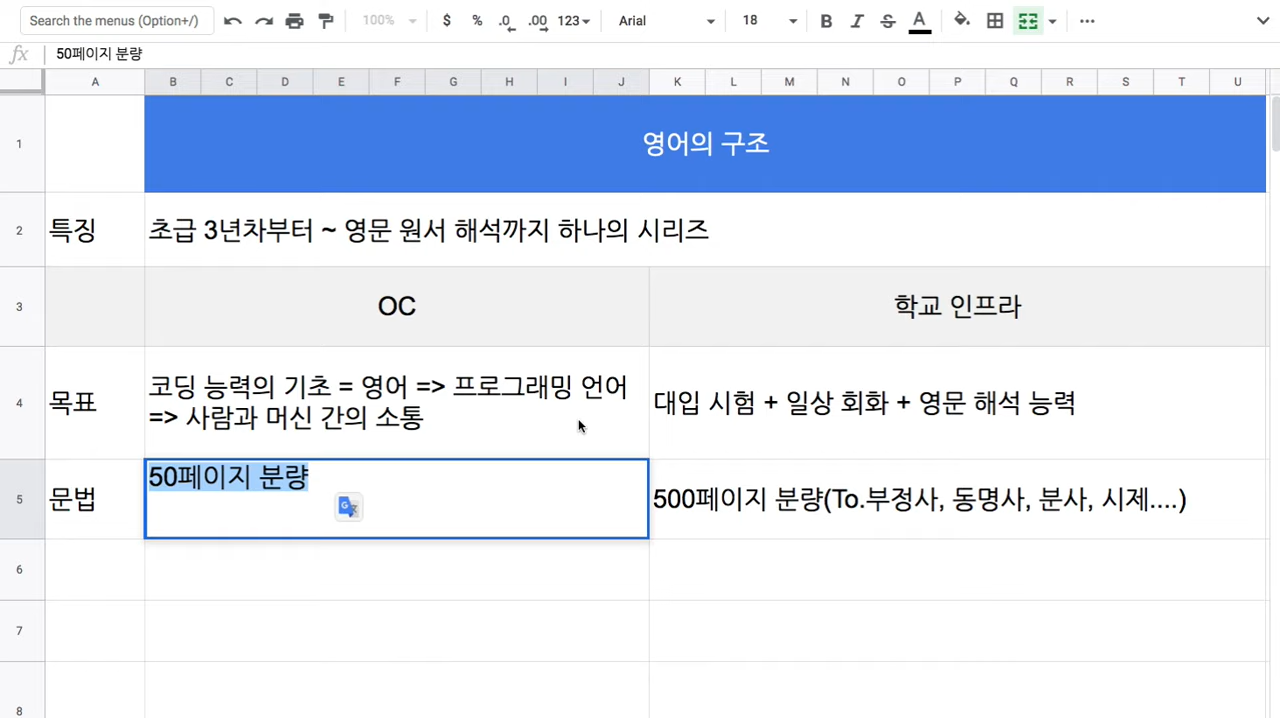 Search the menus (Option+/)
100%
$ % .0 .00 123
Arial
18
B I S A
fx 50페이지 분량
A B C D E F G H I J K L M N O P Q R S T U
1 영어의 구조
2 특징 초급 3년차부터 ~ 영문 원서 해석까지 하나의 시리즈
3 OC 학교 인프라
4 목표 코딩 능력의 기초 = 영어 => 프로그래밍 언어
=> 사람과 머신 간의 소통
대입 시험 + 일상 회화 + 영문 해석 능력
5 문법 50페이지 분량
500페이지 분량(To.부정사, 동명사, 분사, 시제....)
6
7
8